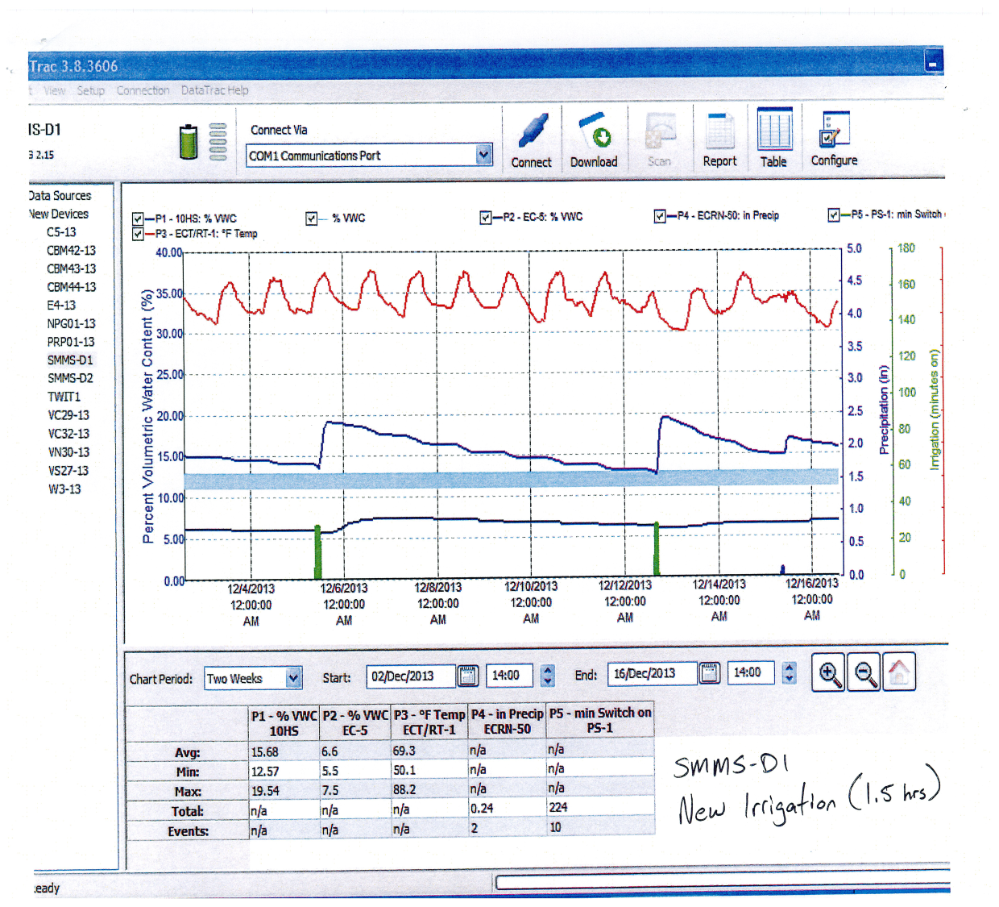 Trac 3.8.3606
t View Setup Connection DataTrac Help
MS-D1
Connect Via
COM1 Communications Port
Connect Download Scan Report Table Configure
2.15
Data Sources
New Devices
C5-13
CBM42-13
CBM43-13
CBM44-13
E4-13
NPG01-13
PRP01-13
SMMS-D1
SMMS-D2
TWIT1
VC29-13
VC32-13
VN30-13
VS27-13
W3-13
P1 - 10HS: % VWC % VWC P2 - EC-5: % VWC P4 - ECRN-50: in Precip P5 - PS-1: min Switch
P3 - ECT/RT-1: °F Temp
Percent Volumetric Water Content (%)
40.00
35.00
30.00
25.00
20.00
15.00
10.00
5.00
0.00
5.0
4.5
4.0
3.5
3.0
2.5
2.0
1.5
1.0
0.5
0.0
Precipitation (in)
180
160
140
120
100
80
60
40
20
0
Irrigation (minutes on)
12/4/2013 12/6/2013 12/8/2013 12/10/2013 12/12/2013 12/14/2013 12/16/2013
12:00:00 12:00:00 12:00:00 12:00:00 12:00:00 12:00:00 12:00:00
AM AM AM AM AM AM AM
Chart Period: Two Weeks Start: 02/Dec/2013 14:00 End: 16/Dec/2013 14:00
P1 - % VWC P2 - % VWC P3 - °F Temp P4 - in Precip P5 - min Switch on
10HS EC-5 ECT/RT-1 ECRN-50 PS-1
Avg: 15.68 6.6 69.3 n/a n/a
Min: 12.57 5.5 50.1 n/a n/a
Max: 19.54 7.5 88.2 n/a n/a
Total: n/a n/a n/a 0.24 224
Events: n/a n/a n/a 2 10
SMMS-D1
New Irrigation (1.5 hrs)
eady